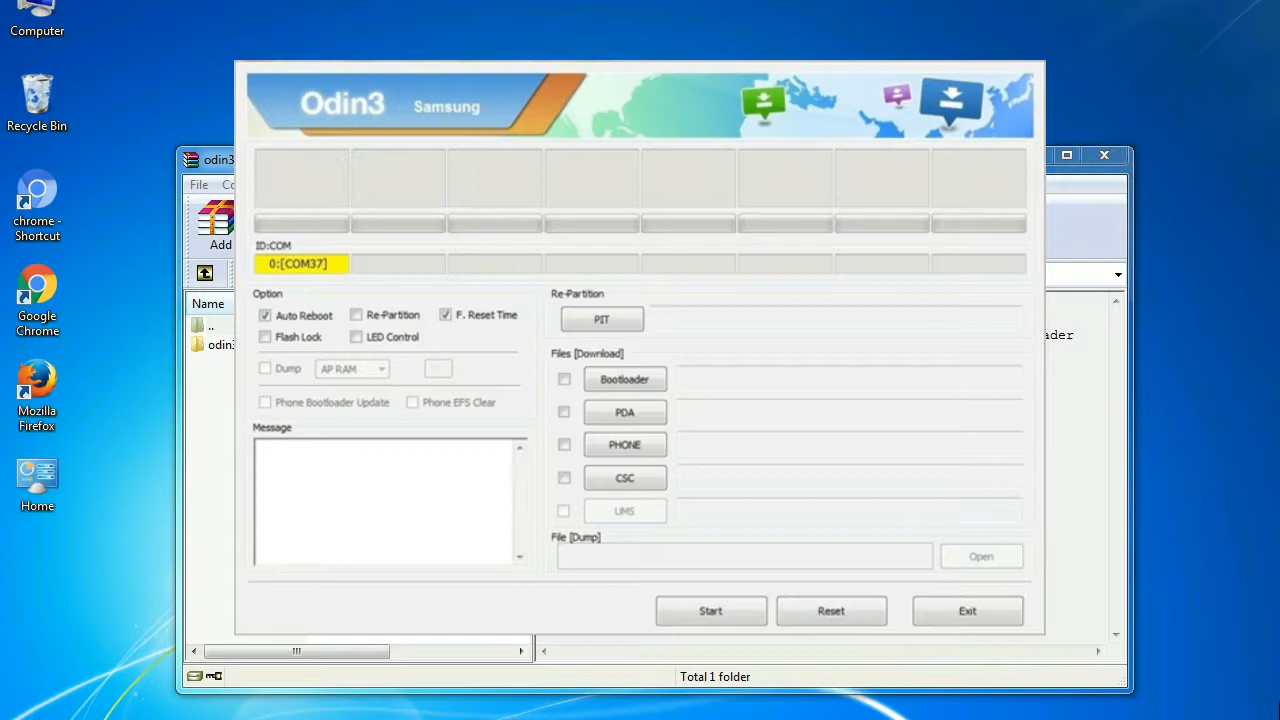 Computer
Recycle Bin
chrome -
Shortcut
Google
Chrome
Mozilla
Firefox
Home
odin3
File
Add
Name
..
odin3
Total 1 folder
Odin3 Samsung
ID:COM
0:[COM37]
Option
Auto Reboot
Re-Partition
F. Reset Time
Flash Lock
LED Control
Dump
AP RAM
Phone Bootloader Update
Phone EFS Clear
Message
Re-Partition
PIT
Files [Download]
Bootloader
PDA
PHONE
CSC
UMS
File [Dump]
Open
Start
Reset
Exit